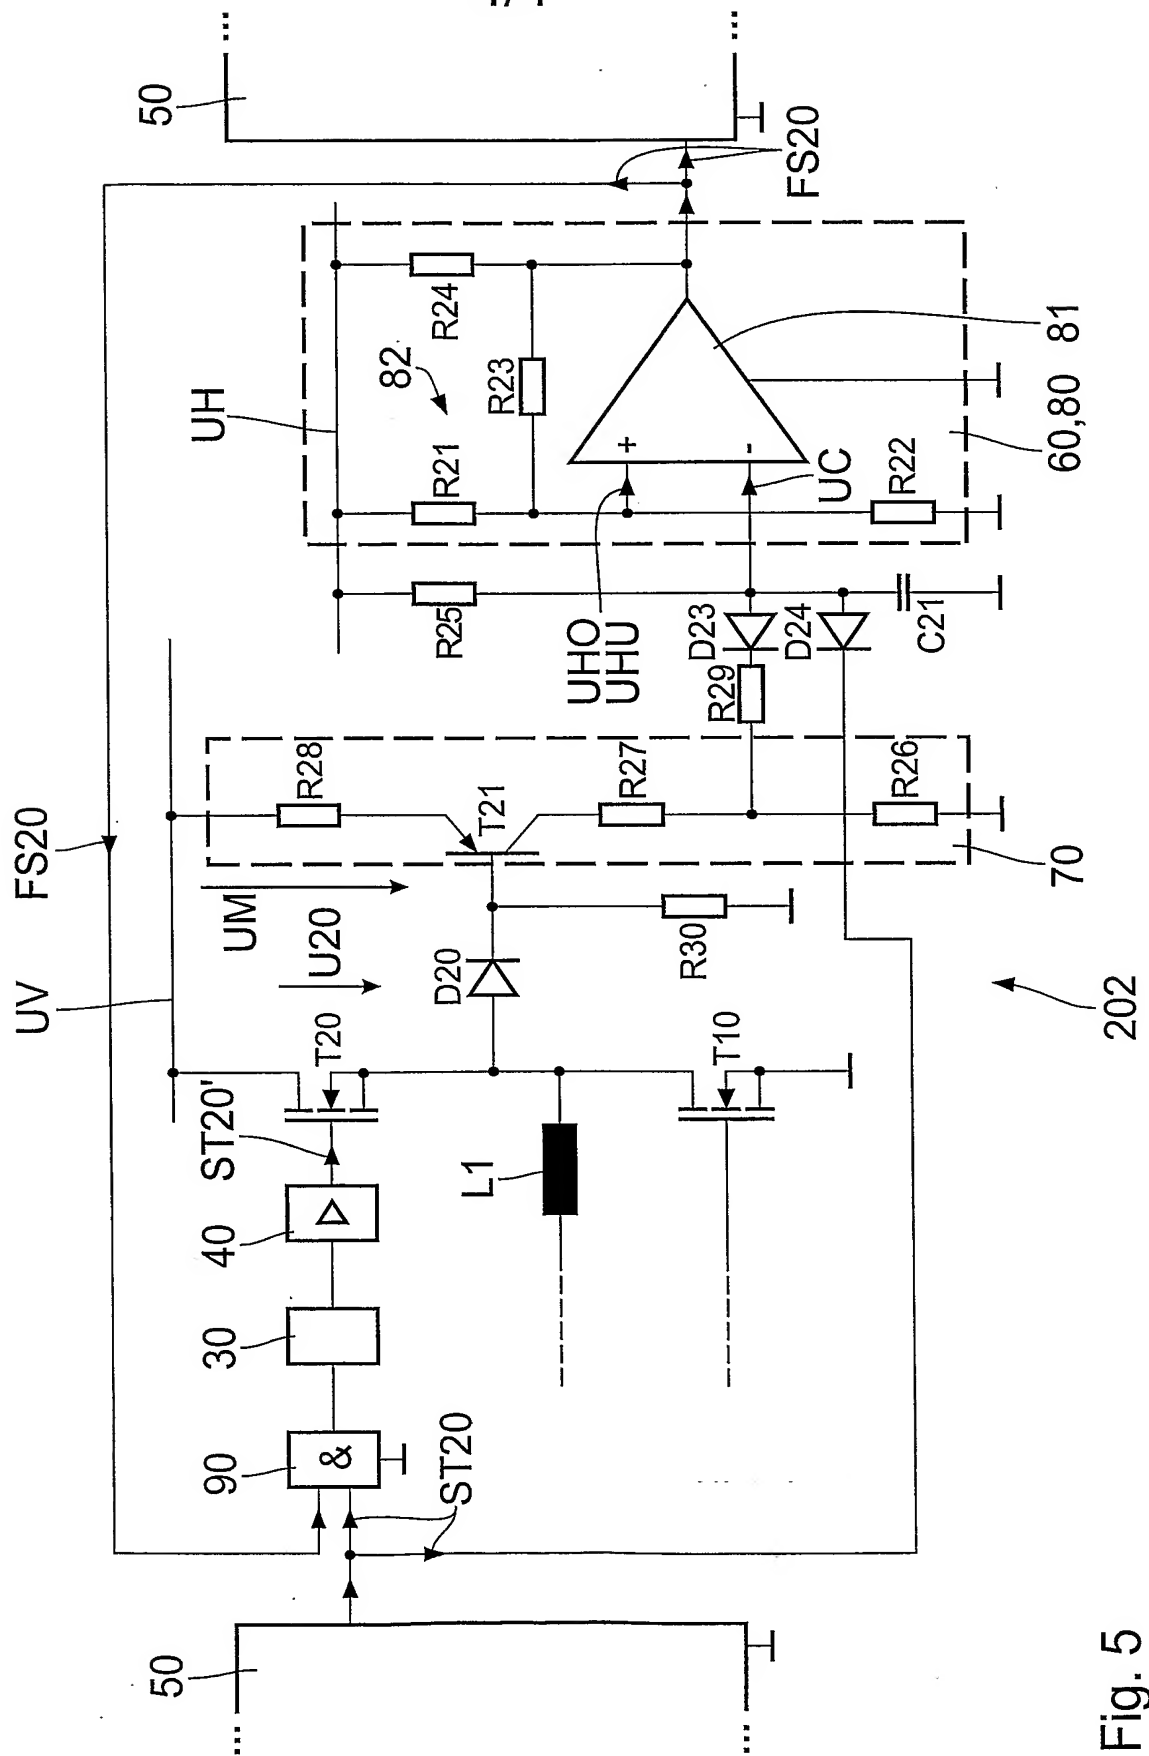 50
FS20
UH
82
R24
R23
R21
+
-
UC
R22
60,80
81
R25
UHO
UHU
D23
R29
D24
C21
FS20
UV
UM
U20
R28
T21
R27
R26
70
D20
R30
ST20'
T20
T10
202
L1
40
30
90
&
ST20
50
Fig. 5